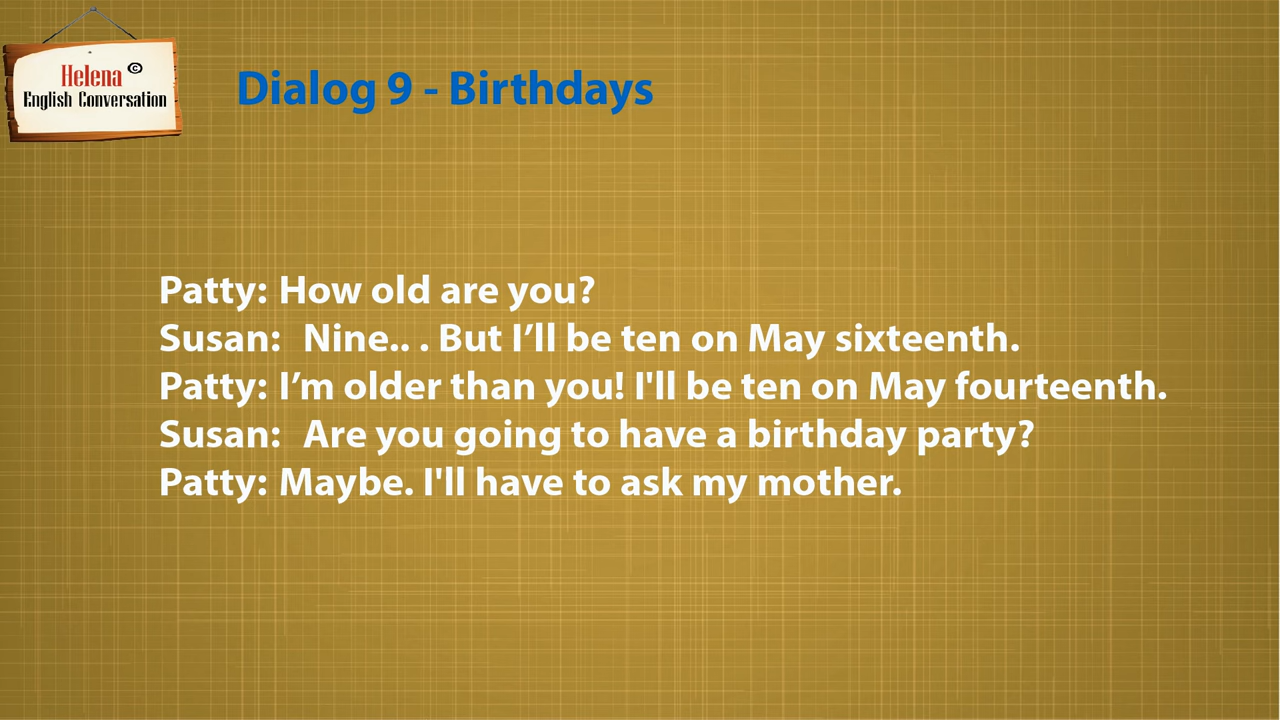 Helena ©
English Conversation
Dialog 9 - Birthdays
Patty: How old are you?
Susan: Nine.. . But I’ll be ten on May sixteenth.
Patty: I’m older than you! I'll be ten on May fourteenth.
Susan: Are you going to have a birthday party?
Patty: Maybe. I'll have to ask my mother.